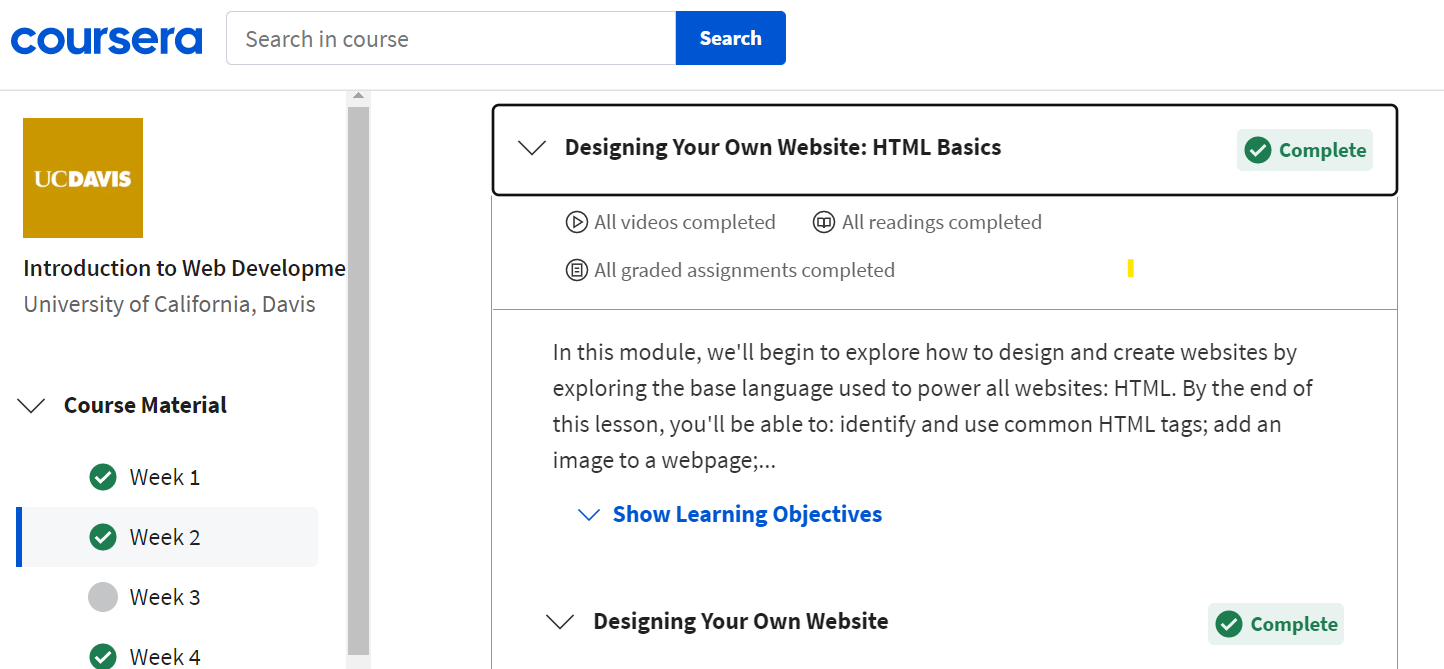 coursera
Search in course
Search
UCDAVIS
Introduction to Web Developme
University of California, Davis
Course Material
Week 1
Week 2
Week 3
Week 4
Designing Your Own Website: HTML Basics
Complete
All videos completed
All readings completed
All graded assignments completed
In this module, we'll begin to explore how to design and create websites by
exploring the base language used to power all websites: HTML. By the end of
this lesson, you'll be able to: identify and use common HTML tags; add an
image to a webpage;...
Show Learning Objectives
Designing Your Own Website
Complete